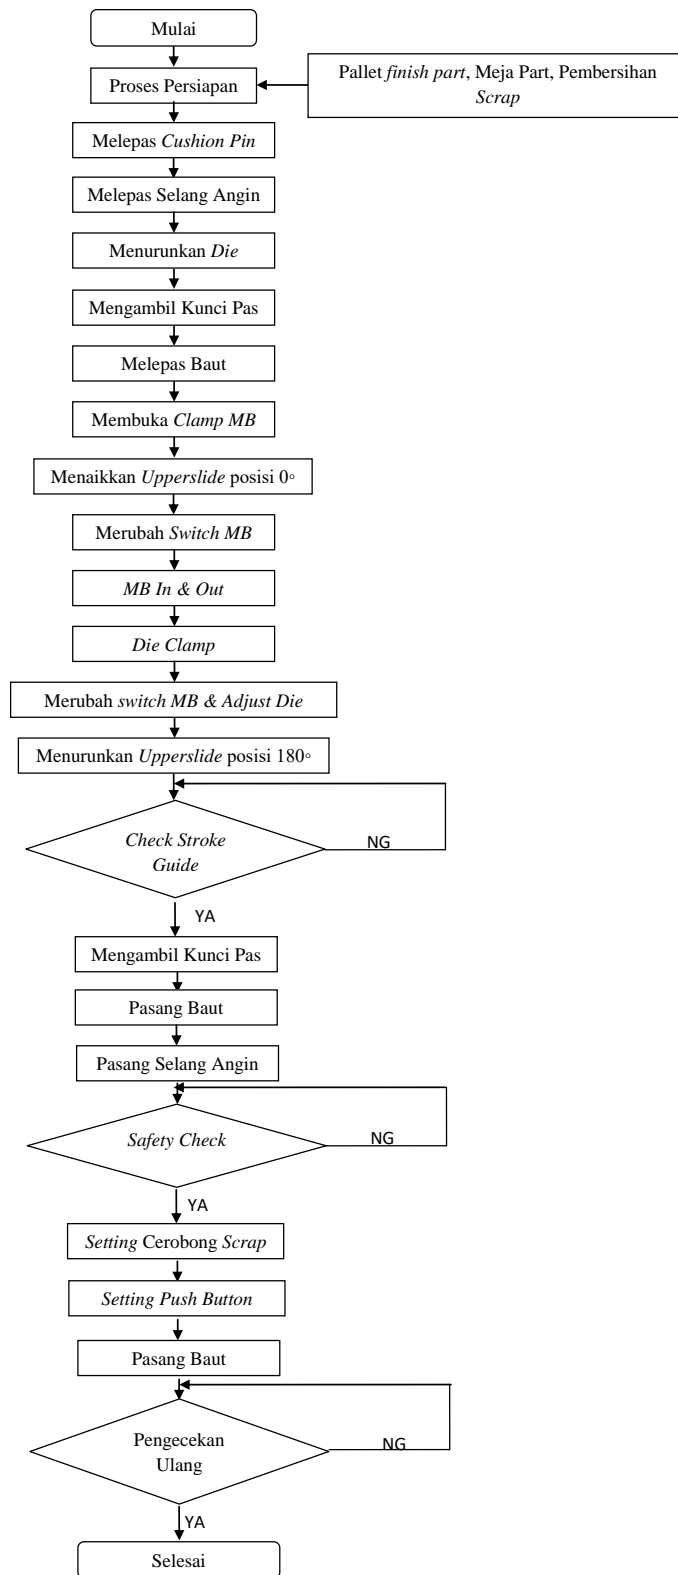 Mulai
Proses Persiapan
Pallet finish part, Meja Part, Pembersihan
Scrap
Melepas Cushion Pin
Melepas Selang Angin
Menurunkan Die
Mengambil Kunci Pas
Melepas Baut
Membuka Clamp MB
Menaikkan Upperslide posisi 0◦
Merubah Switch MB
MB In & Out
Die Clamp
Merubah switch MB & Adjust Die
Menurunkan Upperslide posisi 180◦
Check Stroke
Guide
NG
YA
Mengambil Kunci Pas
Pasang Baut
Pasang Selang Angin
Safety Check
NG
YA
Setting Cerobong Scrap
Setting Push Button
Pasang Baut
Pengecekan
Ulang
NG
YA
Selesai